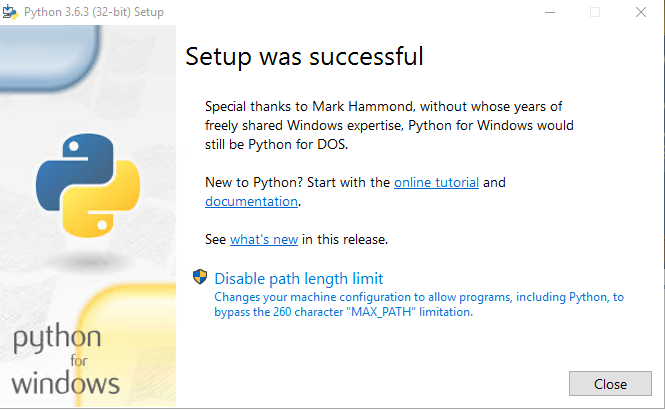 Python 3.6.3 (32-bit) Setup
Setup was successful
Special thanks to Mark Hammond, without whose years of
freely shared Windows expertise, Python for Windows would
still be Python for DOS.
New to Python? Start with the online tutorial and
documentation.
See what's new in this release.
Disable path length limit
Changes your machine configuration to allow programs, including Python, to
bypass the 260 character "MAX_PATH" limitation.
python
for
windows
Close